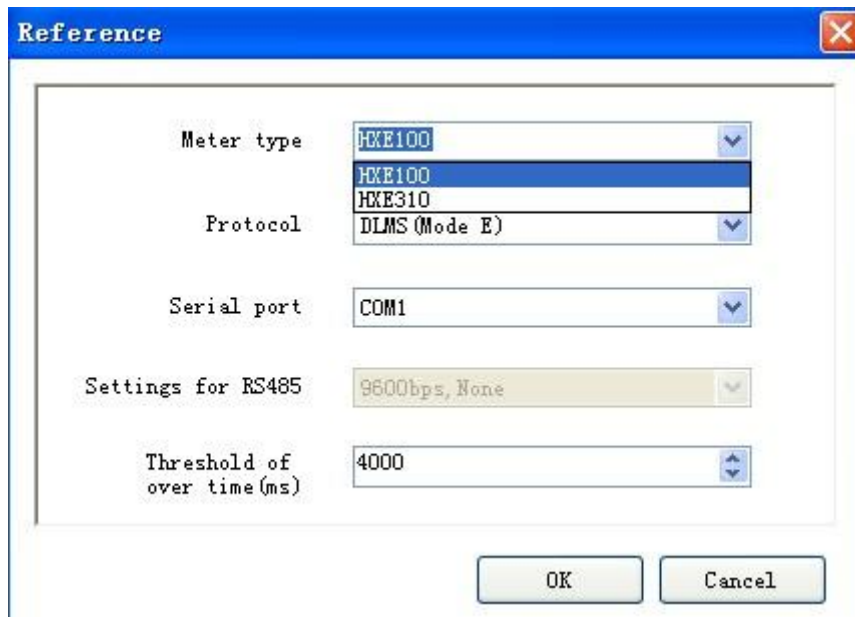 Reference
Meter type
HXE100
HXE100
HXE310
Protocol
DLMS(Mode E)
Serial port
COM1
Settings for RS485
9600bps, None
Threshold of
over time(ms)
4000
OK
Cancel